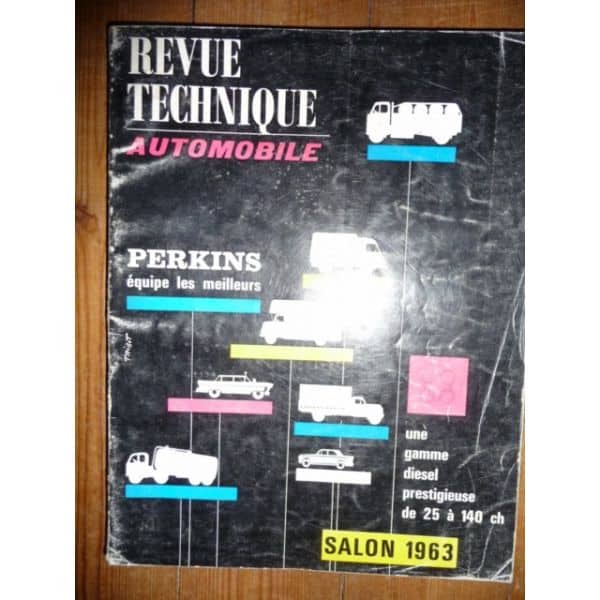 REVUE
TECHNIQUE
AUTOMOBILE
PERKINS
équipe les meilleurs
une
gamme
diesel
prestigieuse
de 25 à 140 ch
SALON 1963